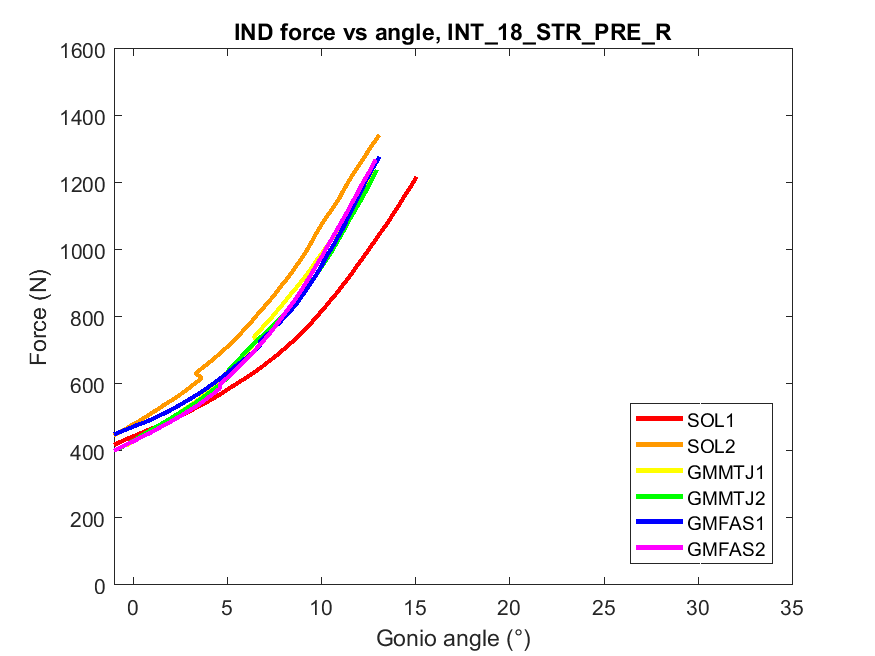 IND force vs angle, INT_18_STR_PRE_R
1600
1400
1200
1000
800
600
400
200
0
Force (N)
0 5 10 15 20 25 30 35
Gonio angle (°)
SOL1
SOL2
GMMTJ1
GMMTJ2
GMFAS1
GMFAS2